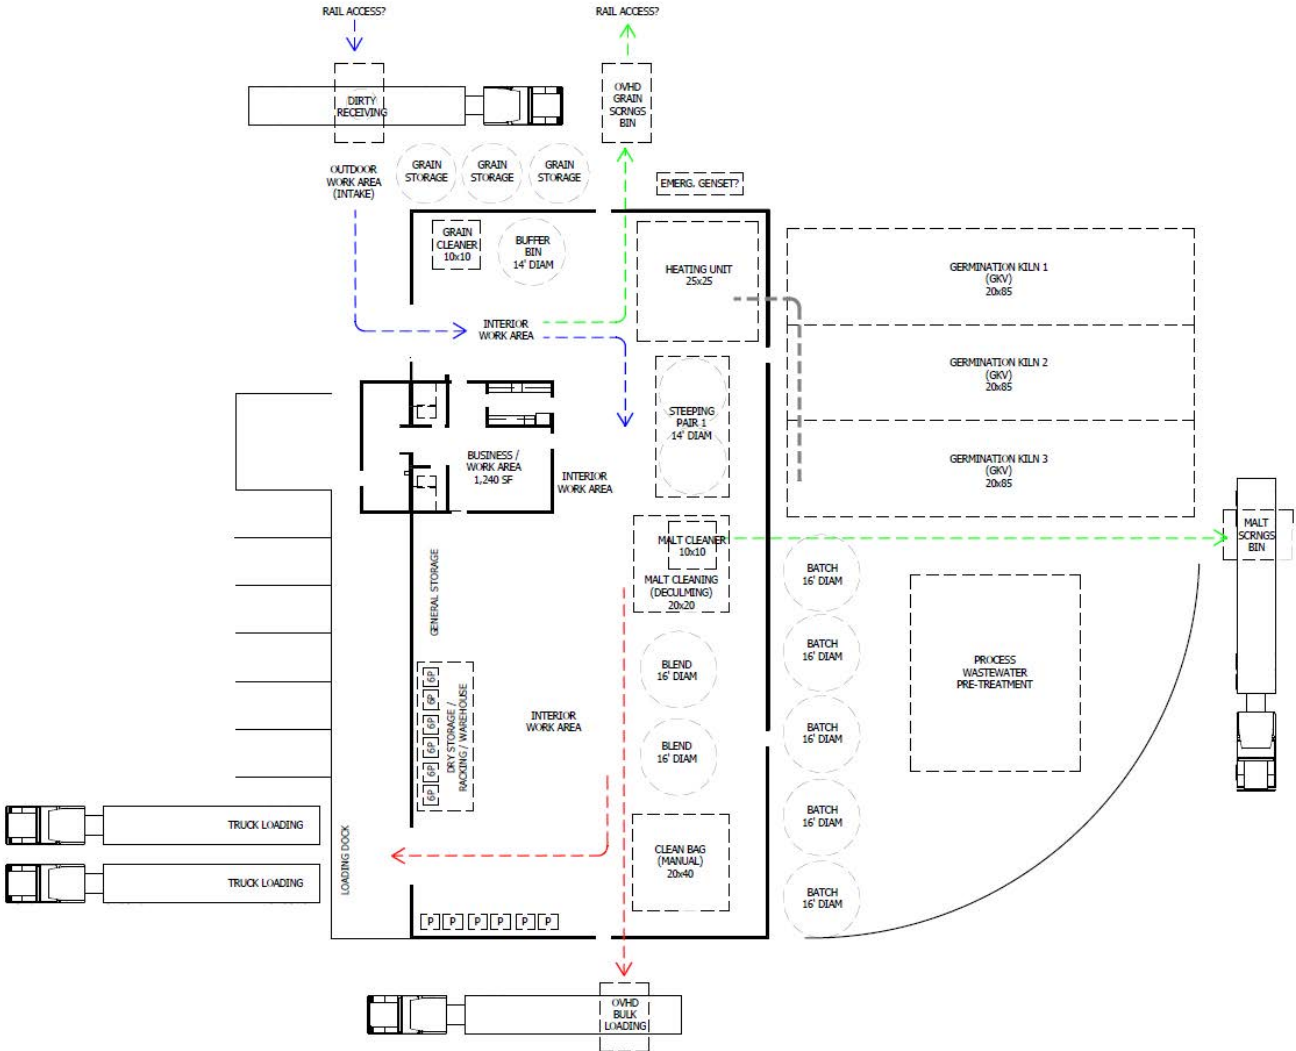 RAIL ACCESS?
RAIL ACCESS?
DIRTY
RECEIVING
OVHD
GRAIN
SCRNGS
BIN
OUTDOOR
WORK AREA
(INTAKE)
GRAIN
STORAGE
GRAIN
STORAGE
GRAIN
STORAGE
EMERG. GENSET?
GRAIN
CLEANER
10x10
BUFFER
BIN
14' DIAM
HEATING UNIT
25x25
GERMINATION KILN 1
(GKV)
20x85
INTERIOR
WORK AREA
GERMINATION KILN 2
(GKV)
20x85
STEEPING
PAIR 1
14' DIAM
BUSINESS /
WORK AREA
1,240 SF
INTERIOR
WORK AREA
GERMINATION KILN 3
(GKV)
20x85
MALT
SCRNGS
BIN
MALT CLEANER
10x10
MALT CLEANING
(DECULMING)
20x20
GENERAL STORAGE
BATCH
16' DIAM
BATCH
16' DIAM
BATCH
16' DIAM
BATCH
16' DIAM
BATCH
16' DIAM
PROCESS
WASTEWATER
PRE-TREATMENT
BLEND
16' DIAM
BLEND
16' DIAM
6P
6P
6P
6P
6P
6P
DRY STORAGE /
RACKING / WAREHOUSE
INTERIOR
WORK AREA
TRUCK LOADING
TRUCK LOADING
LOADING DOCK
CLEAN BAG
(MANUAL)
20x40
P P P P P P
OVHD
BULK
LOADING